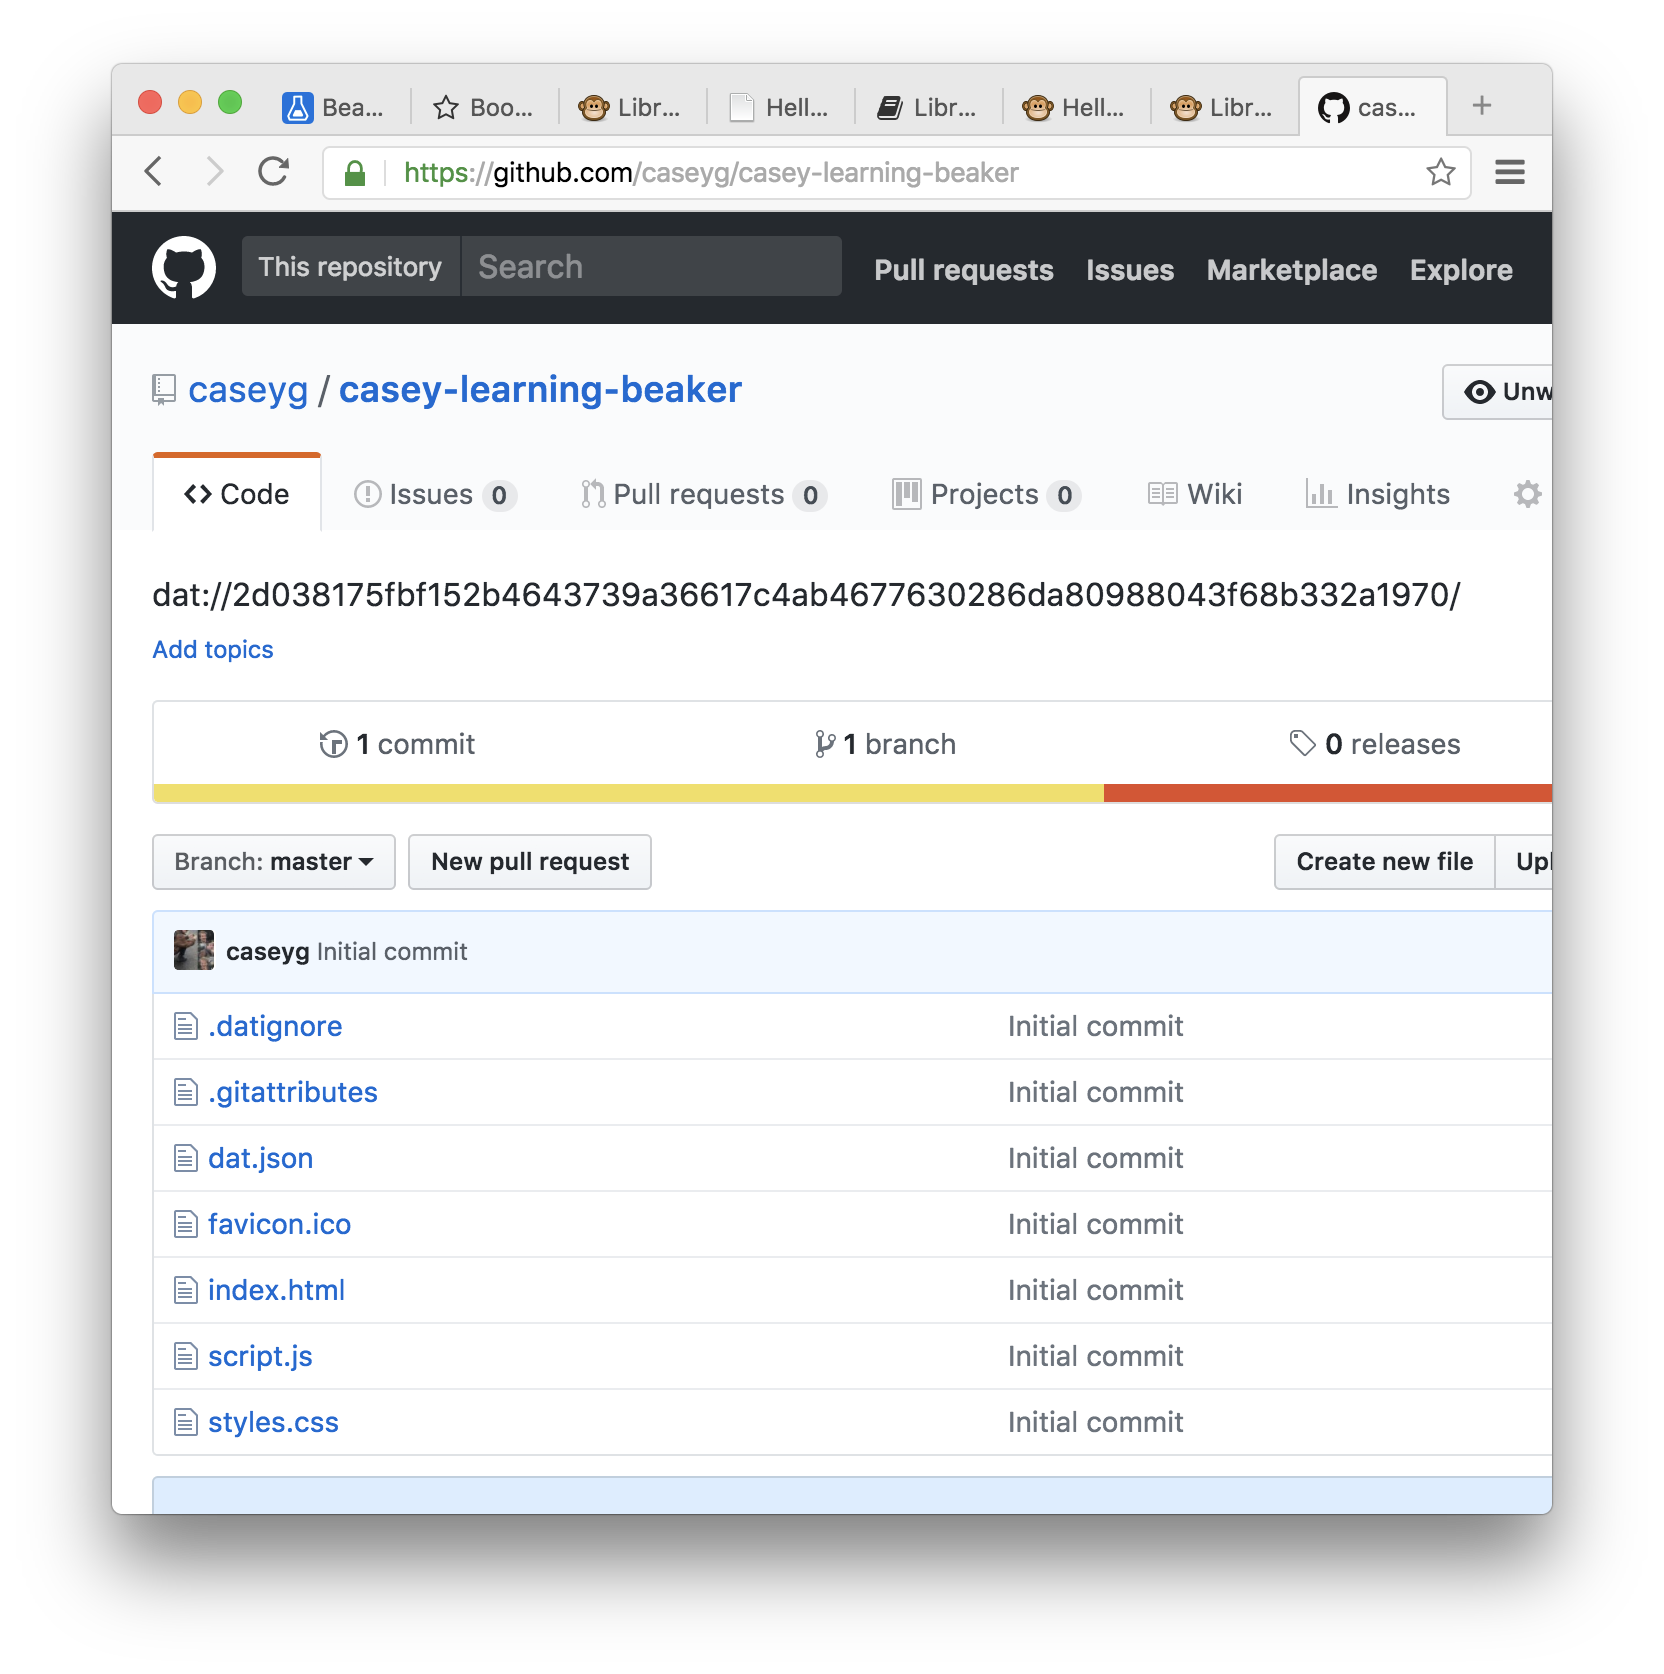 Bea... Boo... Libr... Hell... Libr... Hell... Libr... cas...
https://github.com/caseyg/casey-learning-beaker
This repository Search Pull requests Issues Marketplace Explore
caseyg / casey-learning-beaker Unw
Code Issues 0 Pull requests 0 Projects 0 Wiki Insights
dat://2d038175fbf152b4643739a36617c4ab4677630286da80988043f68b332a1970/
Add topics
1 commit 1 branch 0 releases
Branch: master New pull request Create new file Upl
caseyg Initial commit
.datignore Initial commit
.gitattributes Initial commit
dat.json Initial commit
favicon.ico Initial commit
index.html Initial commit
script.js Initial commit
styles.css Initial commit